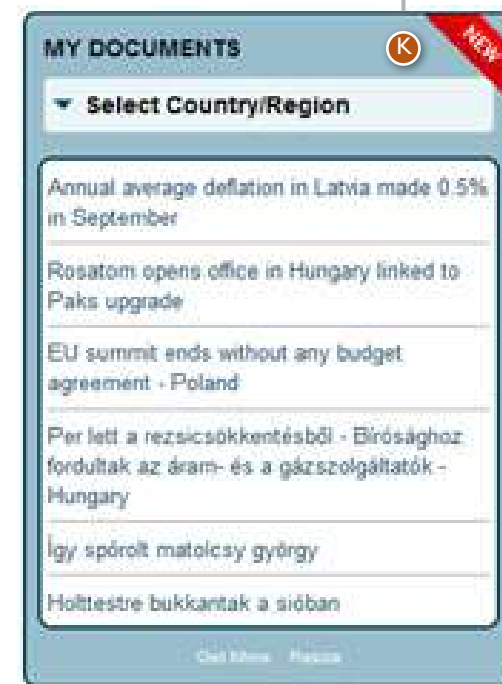 MY DOCUMENTS
K
NEW
Select Country/Region
Annual average deflation in Latvia made 0.5%
in September
Rosatom opens office in Hungary linked to
Paks upgrade
EU summit ends without any budget
agreement - Poland
Per lett a rezsicsökkentésből - Bírósághoz
fordultak az áram- és a gázszolgáltatók -
Hungary
Így spórolt matolcsy györgy
Holttestre bukkantak a sióban